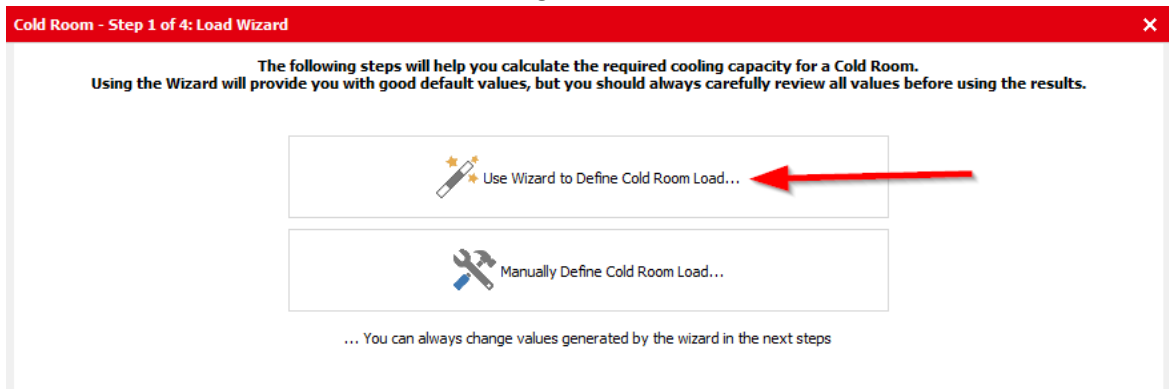 Cold Room - Step 1 of 4: Load Wizard
The following steps will help you calculate the required cooling capacity for a Cold Room.
Using the Wizard will provide you with good default values, but you should always carefully review all values before using the results.
Use Wizard to Define Cold Room Load...
Manually Define Cold Room Load...
... You can always change values generated by the wizard in the next steps